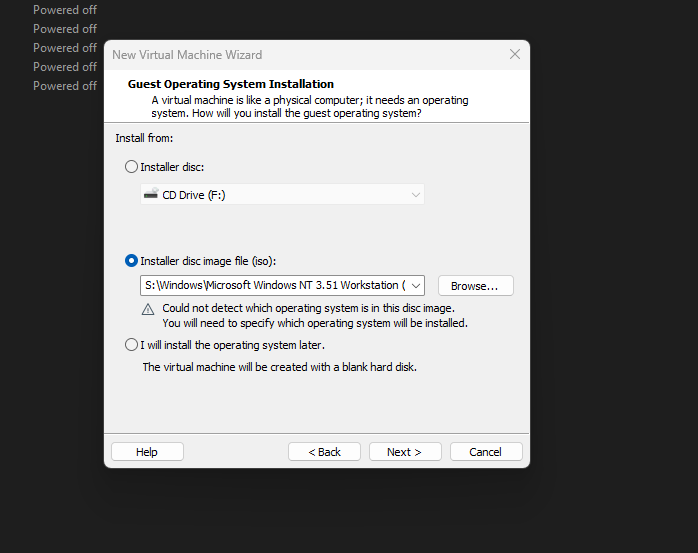 Powered off
Powered off
Powered off
Powered off
Powered off
New Virtual Machine Wizard
Guest Operating System Installation
A virtual machine is like a physical computer; it needs an operating
system. How will you install the guest operating system?
Install from:
Installer disc:
CD Drive (F:)
Installer disc image file (iso):
S:\Windows\Microsoft Windows NT 3.51 Workstation (
Browse...
Could not detect which operating system is in this disc image.
You will need to specify which operating system will be installed.
I will install the operating system later.
The virtual machine will be created with a blank hard disk.
Help
< Back
Next >
Cancel